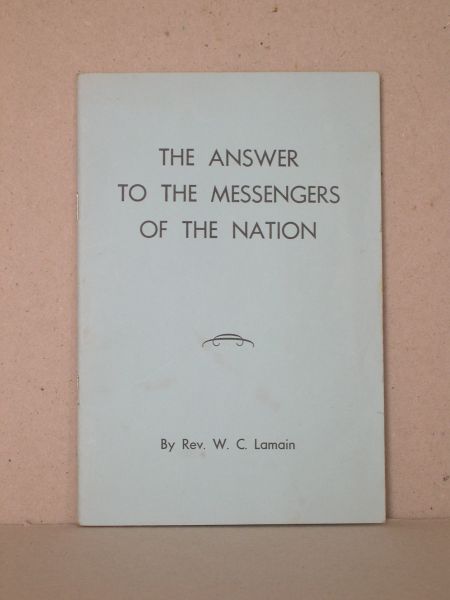 THE ANSWER
TO THE MESSENGERS
OF THE NATION
By Rev. W. C. Lamain